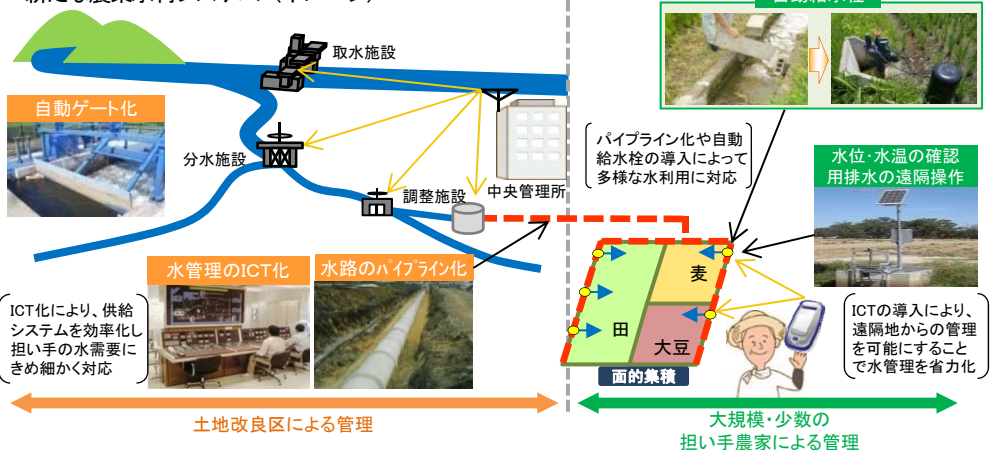 取水施設
自動ゲート化
分水施設
調整施設
中央管理所
パイプライン化や自動
給水栓の導入によって
多様な水利用に対応
水位・水温の確認
用排水の遠隔操作
水管理のICT化
水路のパイプライン化
ICT化により、供給
システムを効率化し
担い手の水需要に
きめ細かく対応
麦
田
大豆
面的集積
ICTの導入により、
遠隔地からの管理
を可能にすること
で水管理を省力化
土地改良区による管理
大規模・少数の
担い手農家による管理